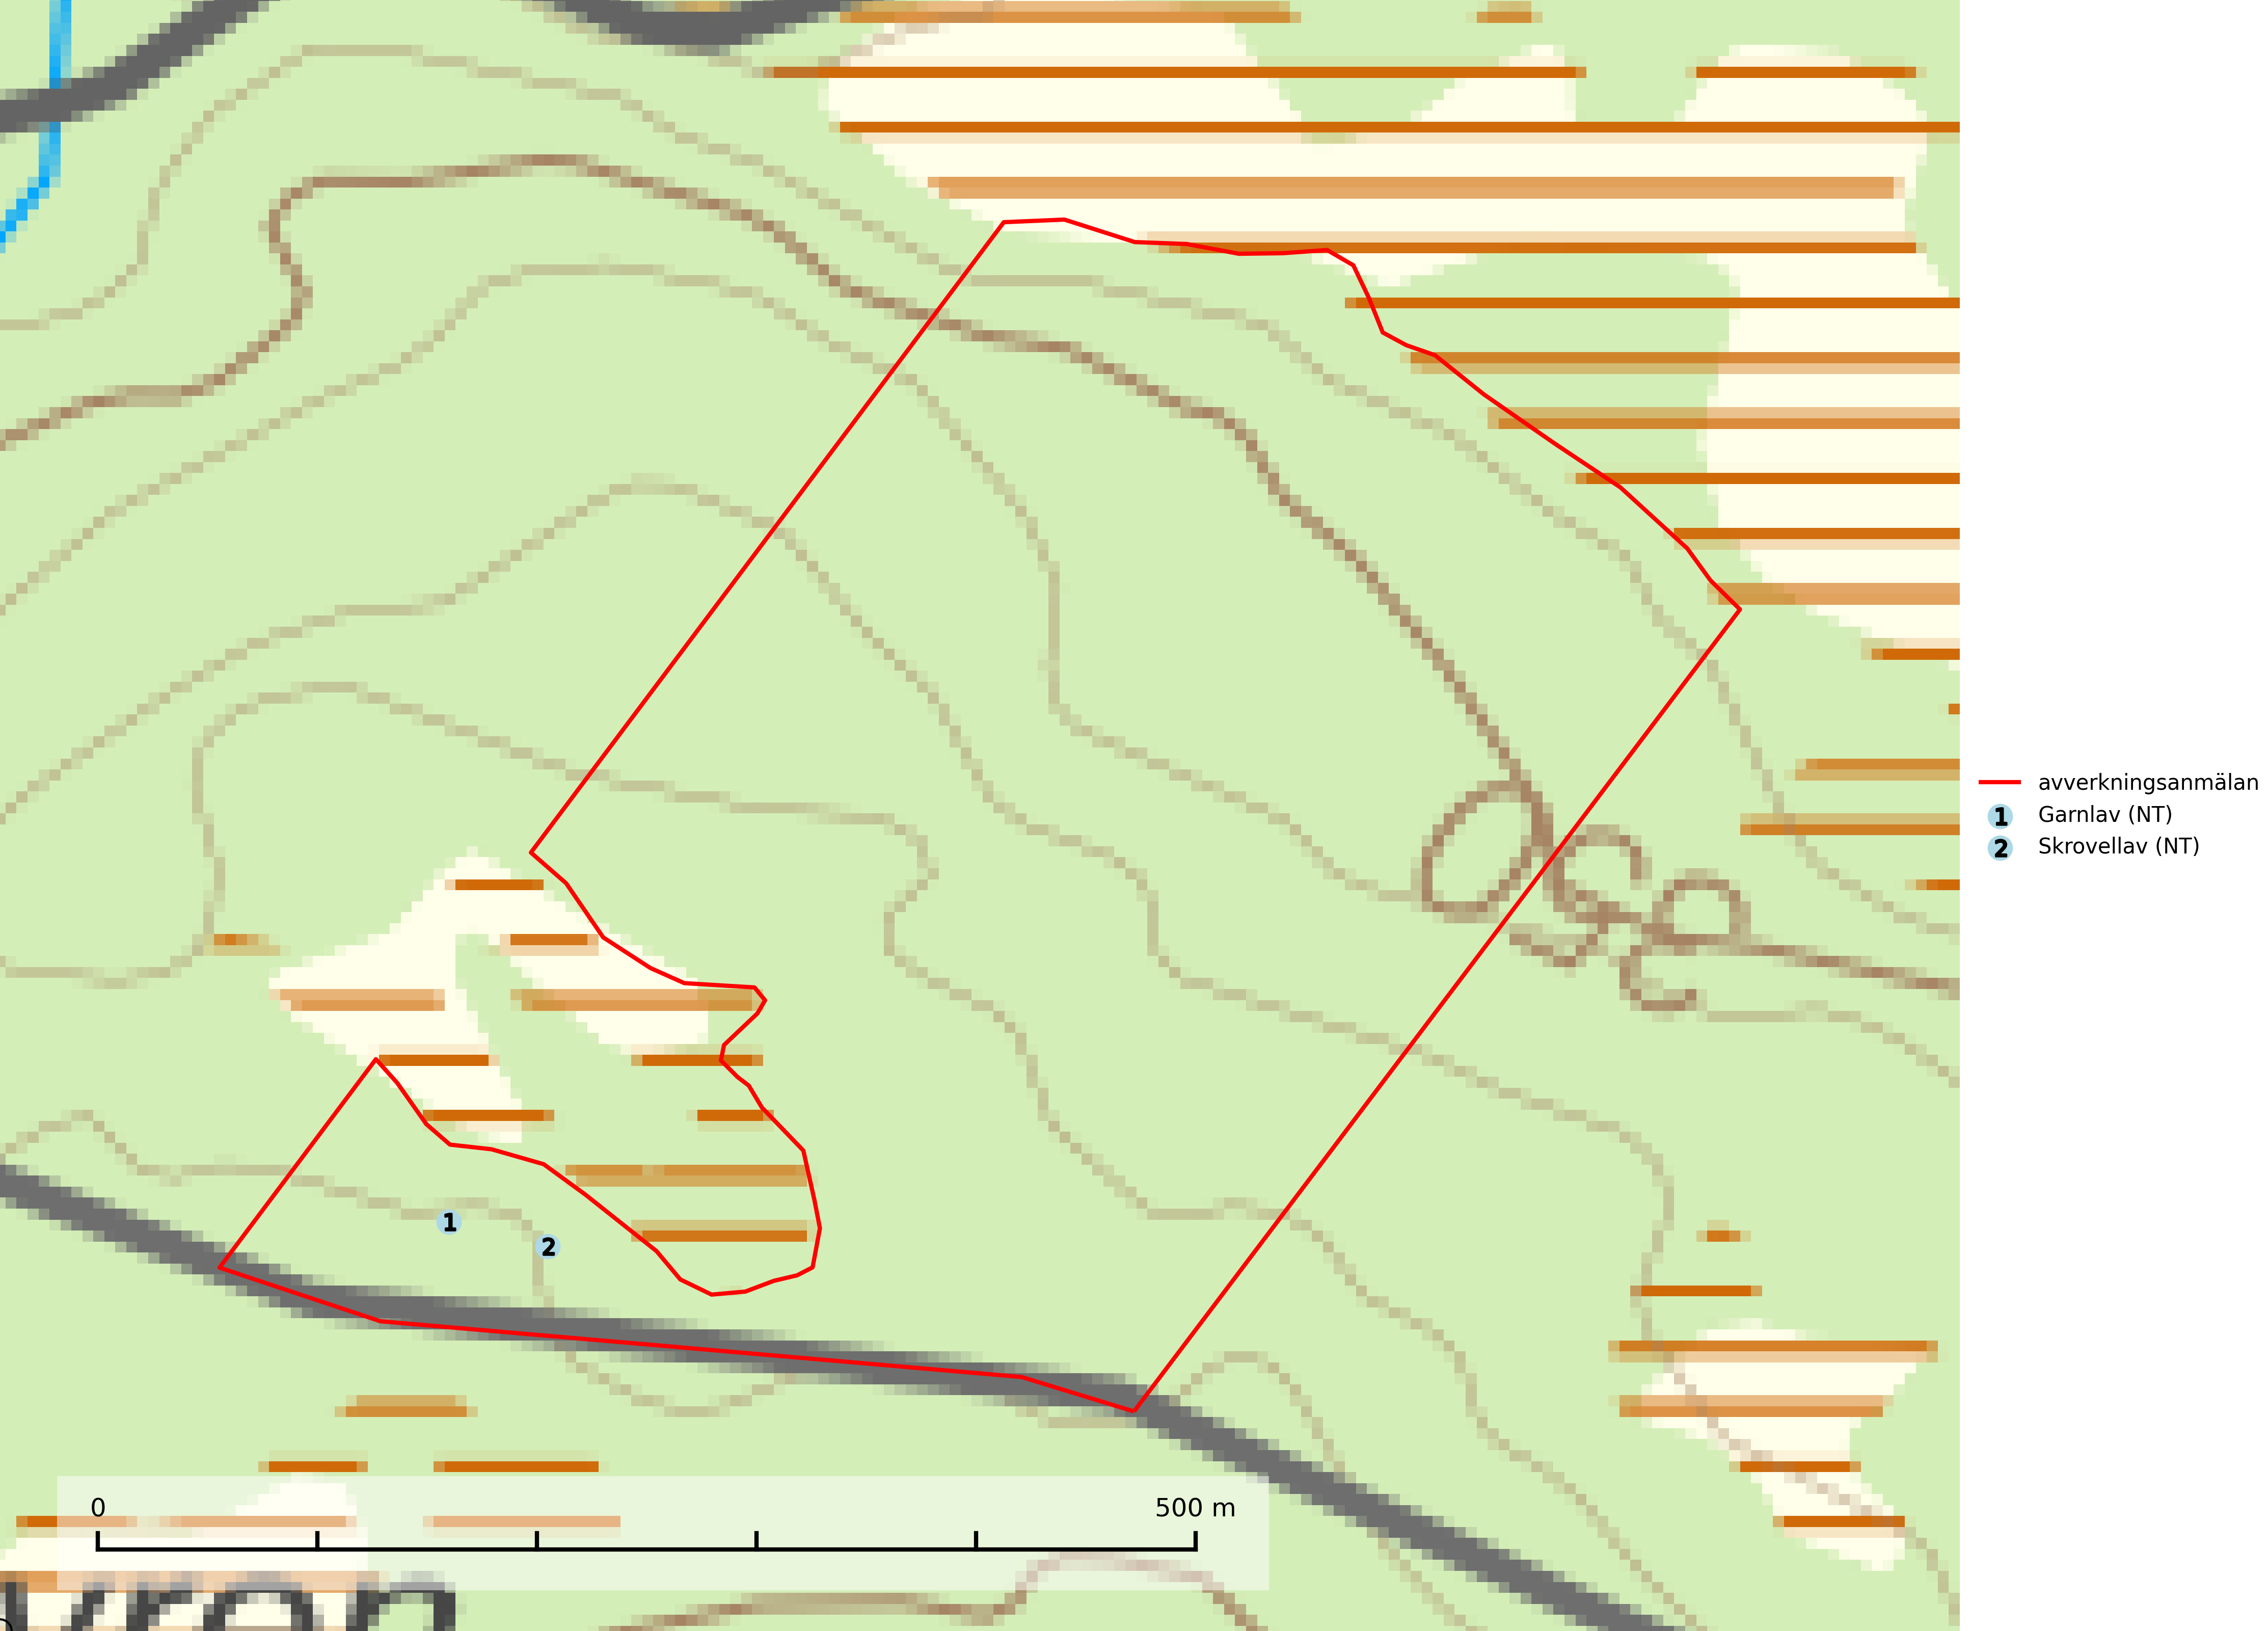 avverkningsanmälan
1 Garnlav (NT)
2 Skrovellav (NT)
1
2
0 500 m